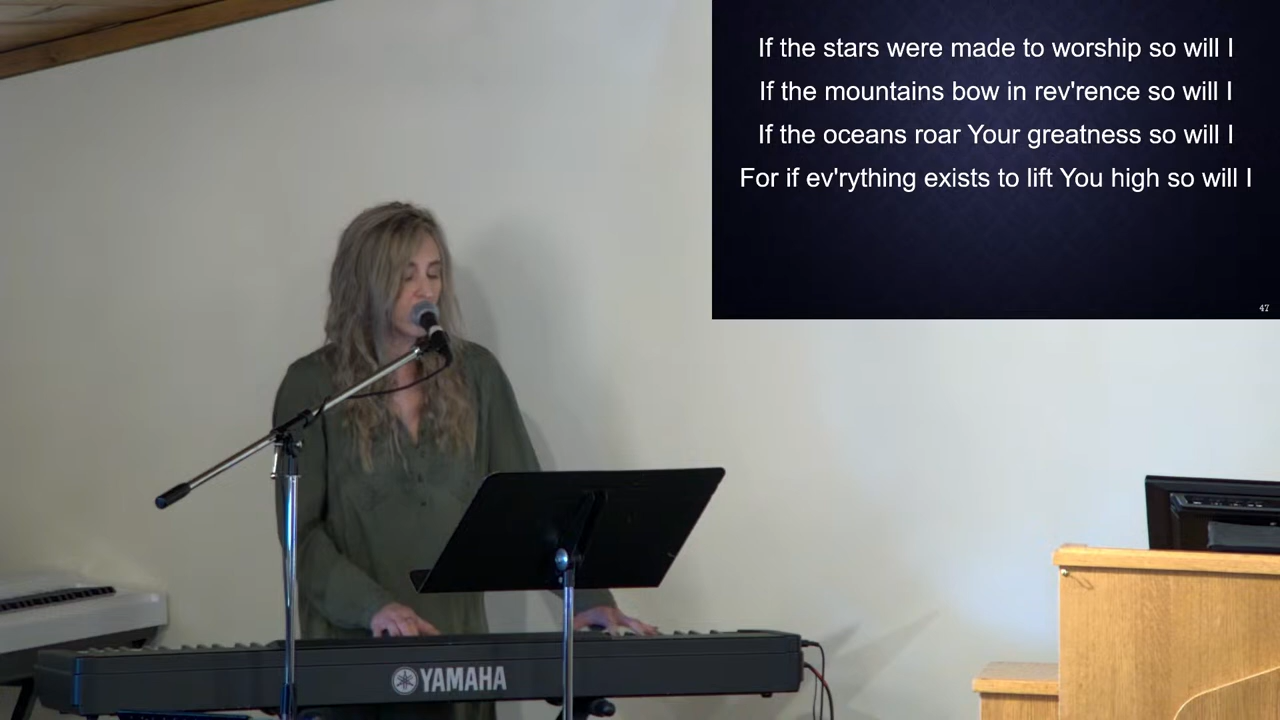 If the stars were made to worship so will I
If the mountains bow in rev'rence so will I
If the oceans roar Your greatness so will I
For if ev'rything exists to lift You high so will I
47
YAMAHA